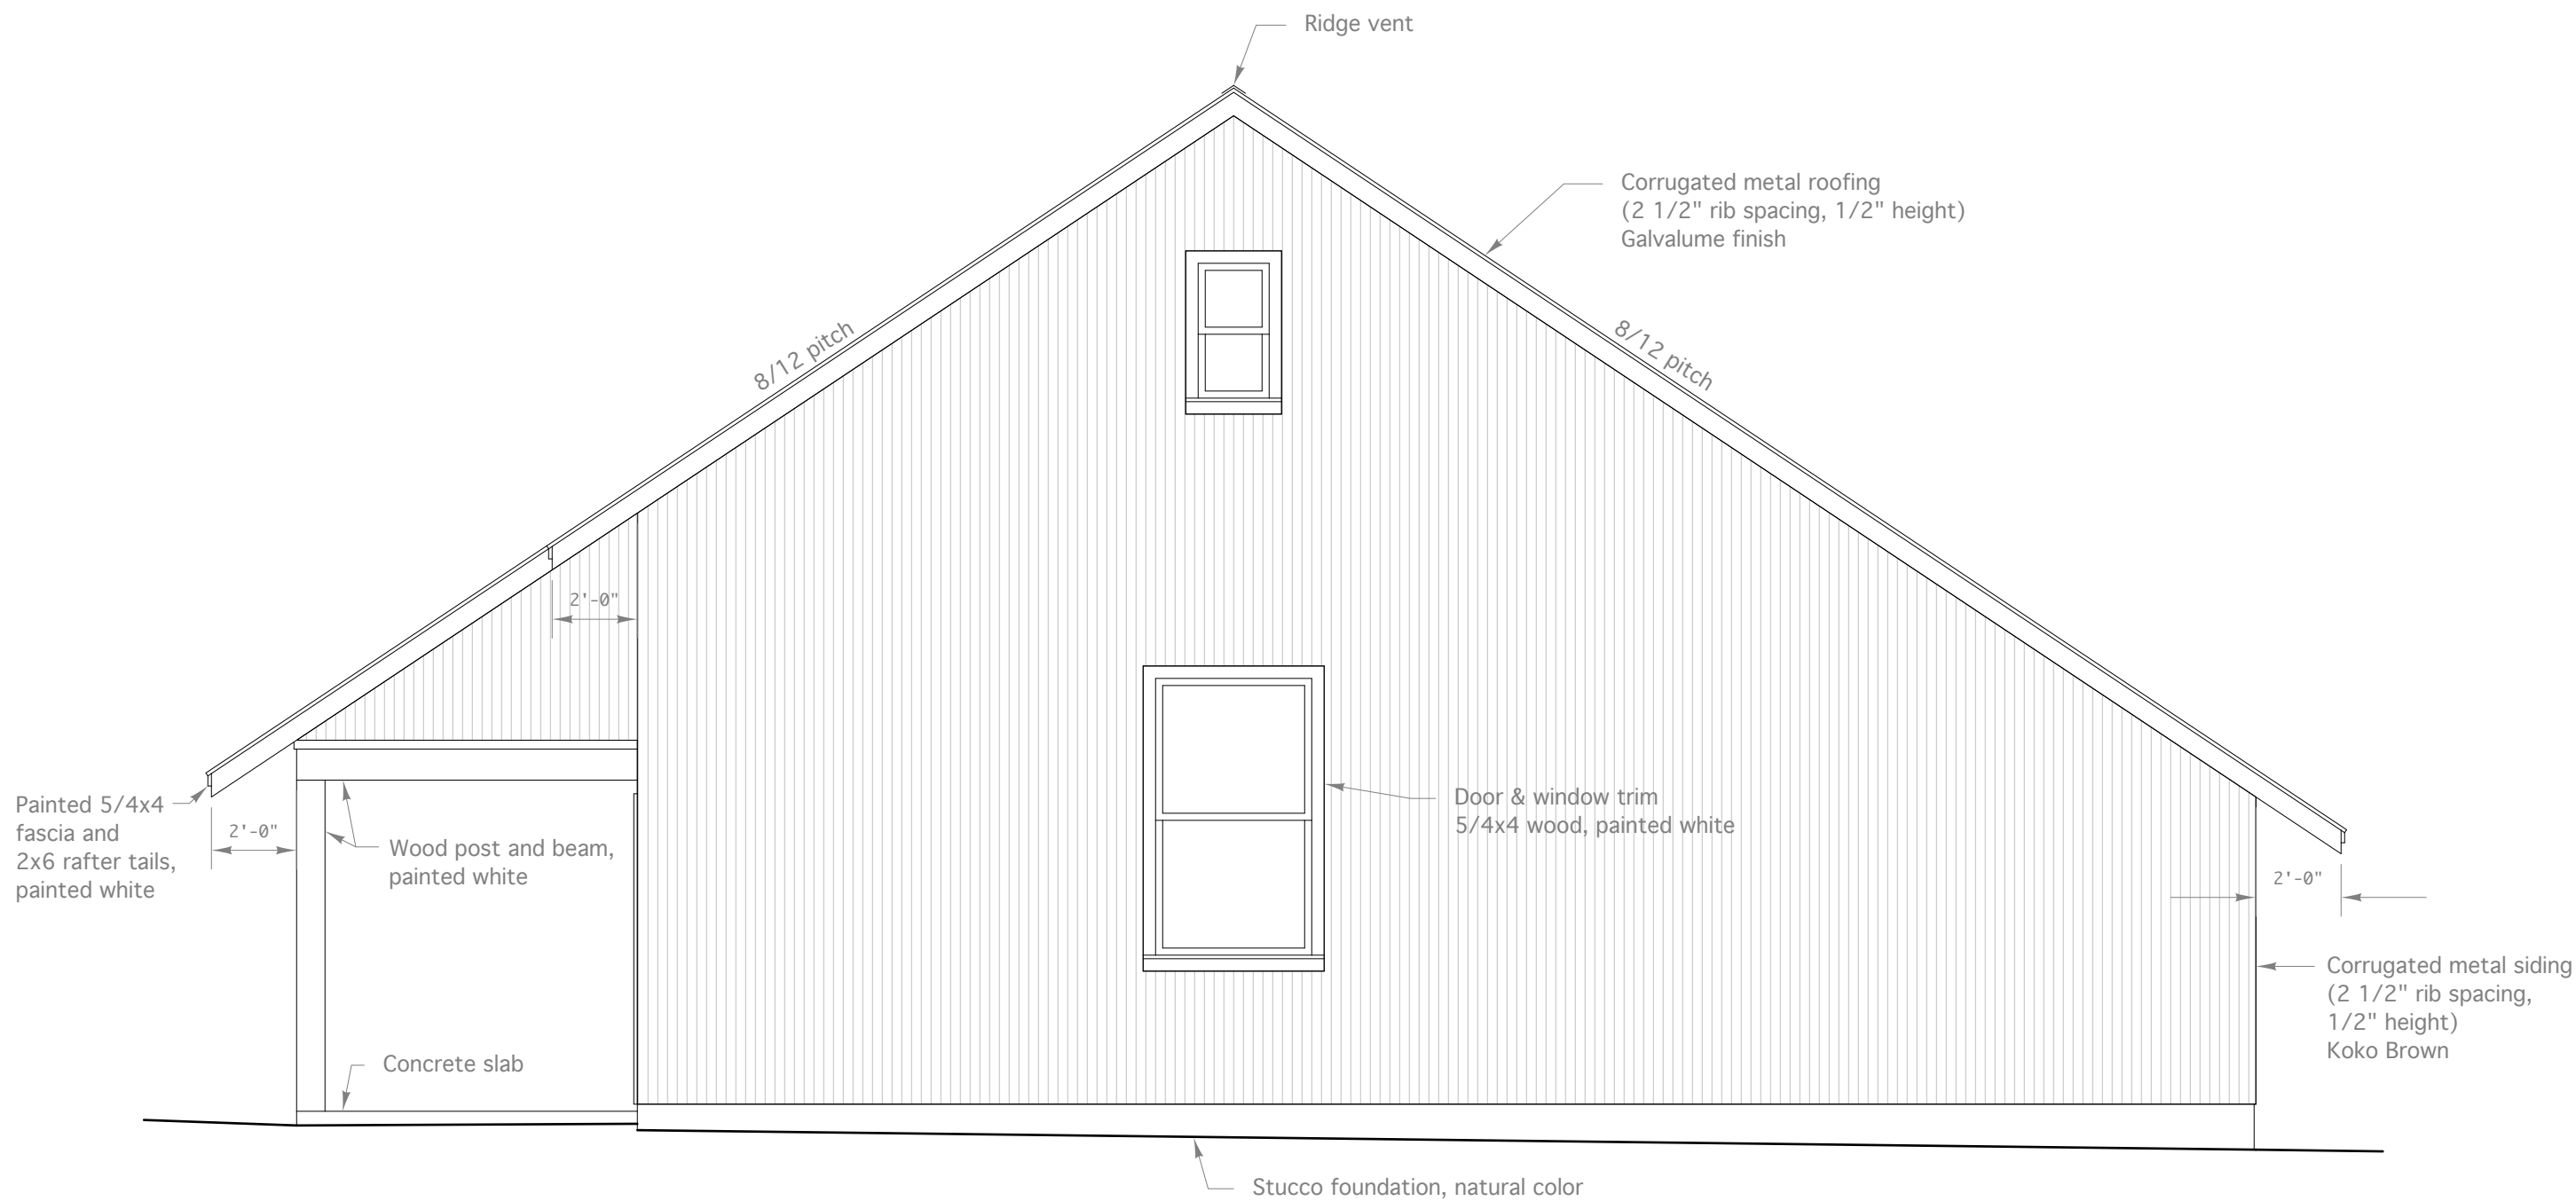 Ridge vent
Corrugated metal roofing
(2 1/2" rib spacing, 1/2" height)
Galvalume finish
8/12 pitch
8/12 pitch
2'-0"
Painted 5/4x4
fascia and
2x6 rafter tails,
painted white
2'-0"
Wood post and beam,
painted white
Door & window trim
5/4x4 wood, painted white
2'-0"
Corrugated metal siding
(2 1/2" rib spacing,
1/2" height)
Koko Brown
Concrete slab
Stucco foundation, natural color